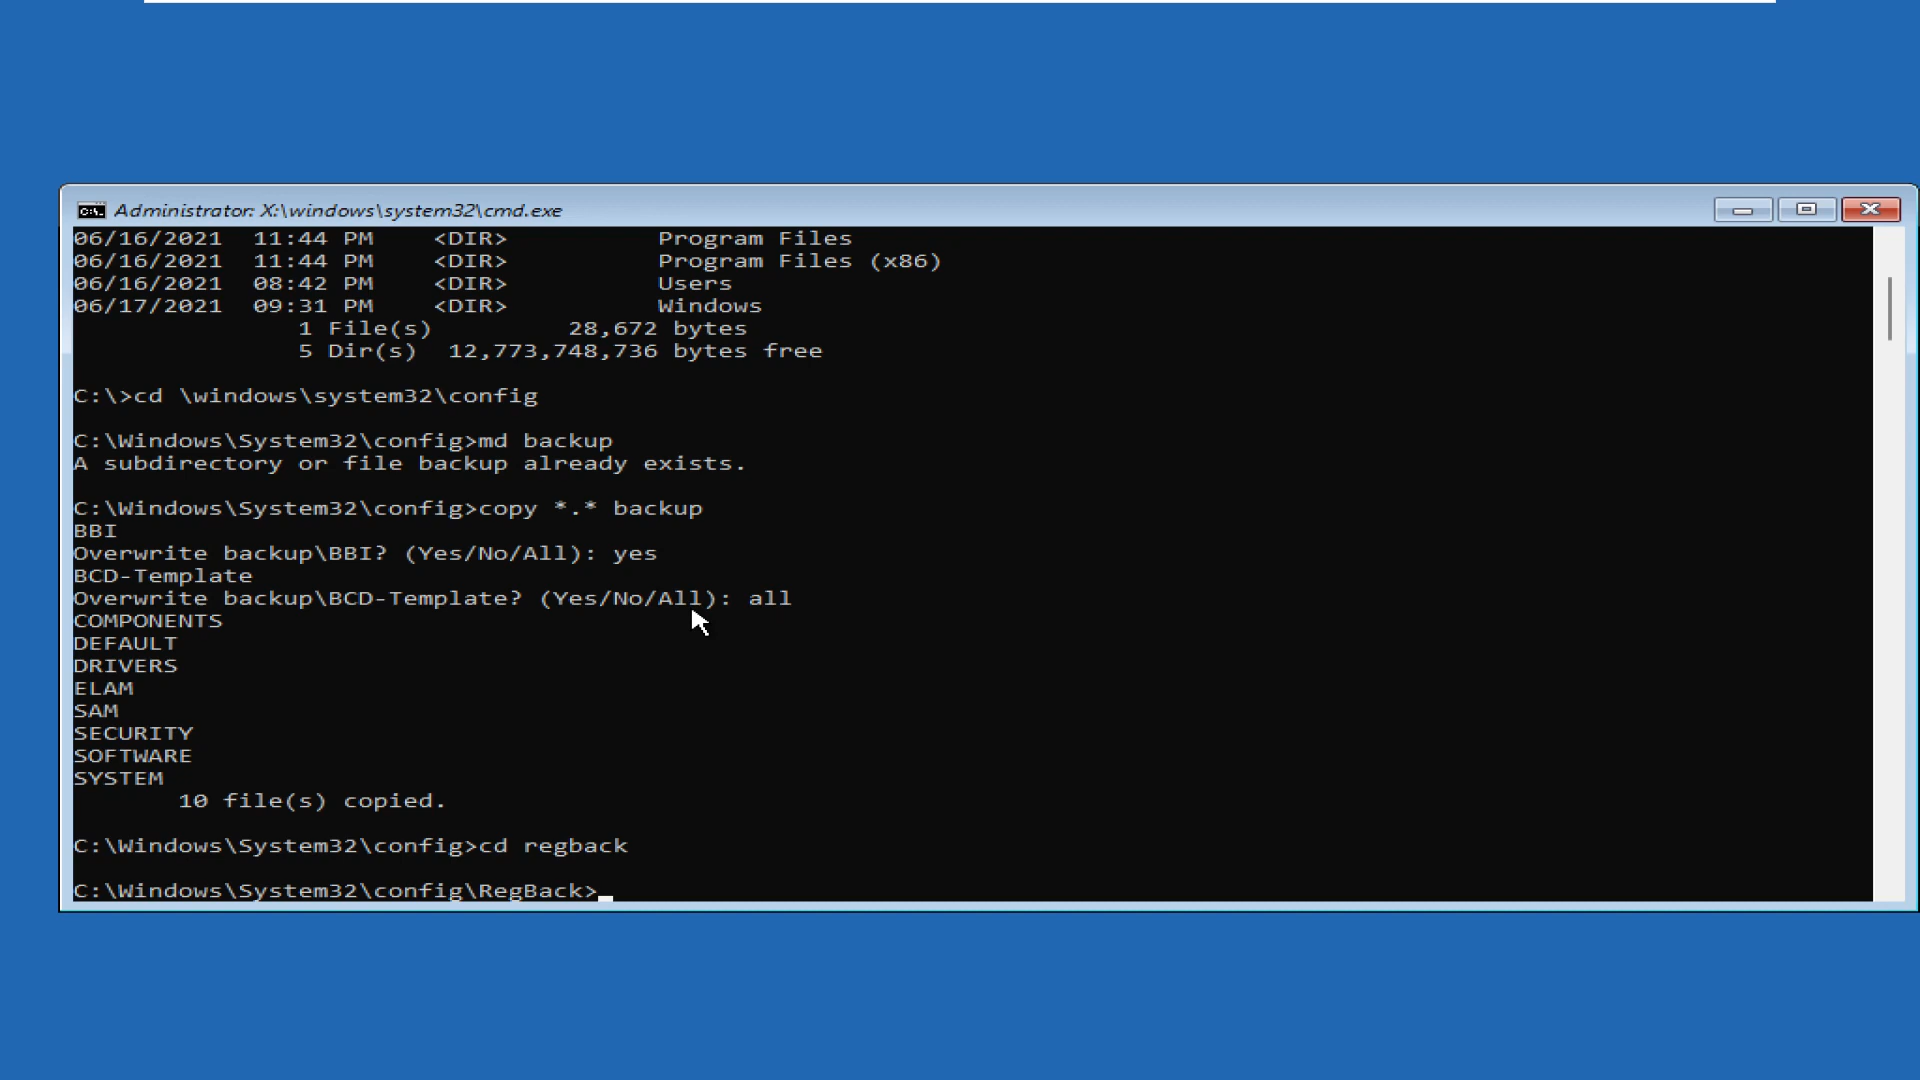 Administrator: X:\windows\system32\cmd.exe
06/16/2021  11:44 PM    <DIR>          Program Files
06/16/2021  11:44 PM    <DIR>          Program Files (x86)
06/16/2021  08:42 PM    <DIR>          Users
06/17/2021  09:31 PM    <DIR>          Windows
               1 File(s)         28,672 bytes
               5 Dir(s)  12,773,748,736 bytes free
C:\>cd \windows\system32\config
C:\Windows\System32\config>md backup
A subdirectory or file backup already exists.
C:\Windows\System32\config>copy *.* backup
BBI
Overwrite backup\BBI? (Yes/No/All): yes
BCD-Template
Overwrite backup\BCD-Template? (Yes/No/All): all
COMPONENTS
DEFAULT
DRIVERS
ELAM
SAM
SECURITY
SOFTWARE
SYSTEM
       10 file(s) copied.
C:\Windows\System32\config>cd regback
C:\Windows\System32\config\RegBack>